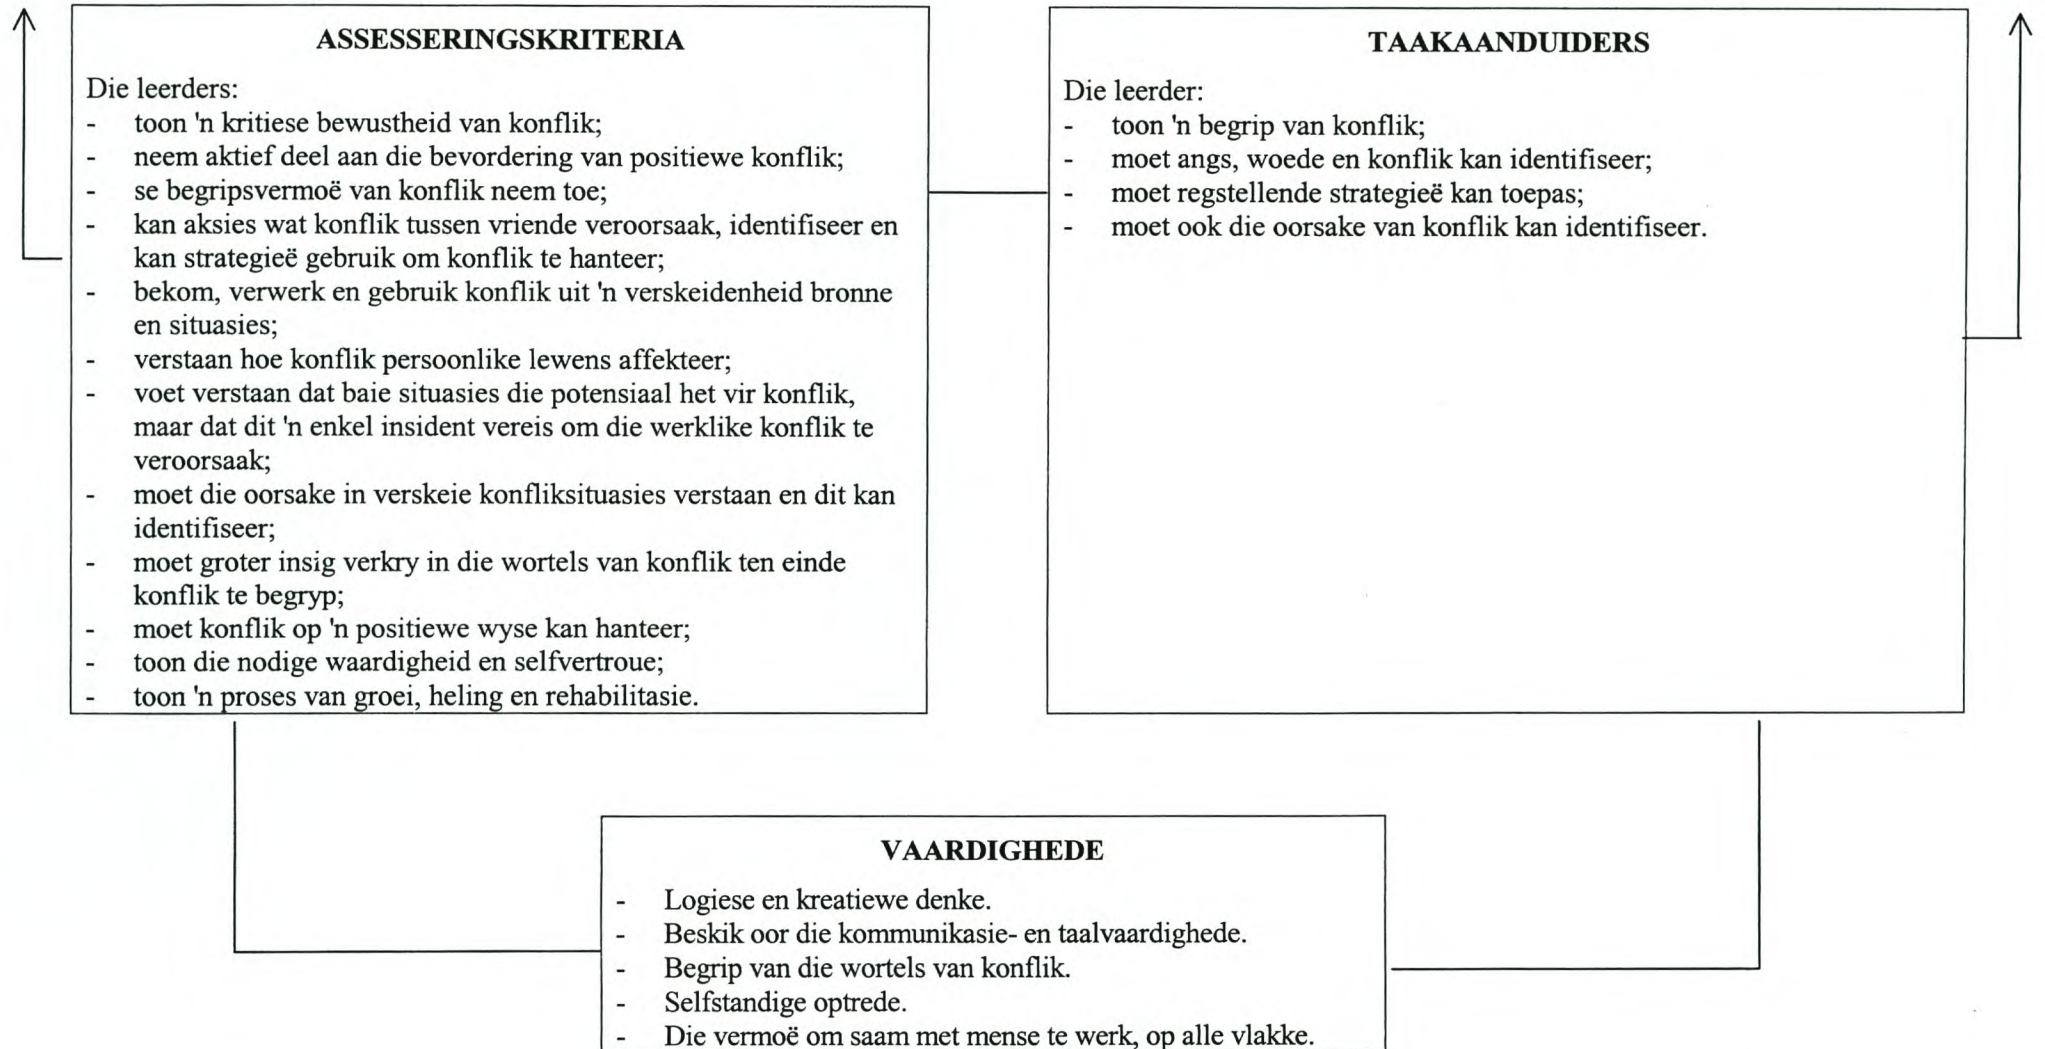 ASSESSERINGSKRITERIA
Die leerders:
- toon 'n kritiese bewustheid van konflik;
- neem aktief deel aan die bevordering van positiewe konflik;
- se begripsvermoë van konflik neem toe;
- kan aksies wat konflik tussen vriende veroorsaak, identifiseer en
kan strategieë gebruik om konflik te hanteer;
- bekom, verwerk en gebruik konflik uit 'n verskeidenheid bronne
en situasies;
- verstaan hoe konflik persoonlike lewens affekteer;
- voet verstaan dat baie situasies die potensiaal het vir konflik,
maar dat dit 'n enkel insident vereis om die werklike konflik te
veroorsaak;
- moet die oorsake in verskeie konfliksituasies verstaan en dit kan
identifiseer;
- moet groter insig verkry in die wortels van konflik ten einde
konflik te begryp;
- moet konflik op 'n positiewe wyse kan hanteer;
- toon die nodige waardigheid en selfvertroue;
- toon 'n proses van groei, heling en rehabilitasie.
TAAKAANDUIDERS
Die leerder:
- toon 'n begrip van konflik;
- moet angs, woede en konflik kan identifiseer;
- moet regstellende strategieë kan toepas;
- moet ook die oorsake van konflik kan identifiseer.
VAARDIGHEDE
- Logiese en kreatiewe denke.
- Beskik oor die kommunikasie- en taalvaardighede.
- Begrip van die wortels van konflik.
- Selfstandige optrede.
- Die vermoë om saam met mense te werk, op alle vlakke.